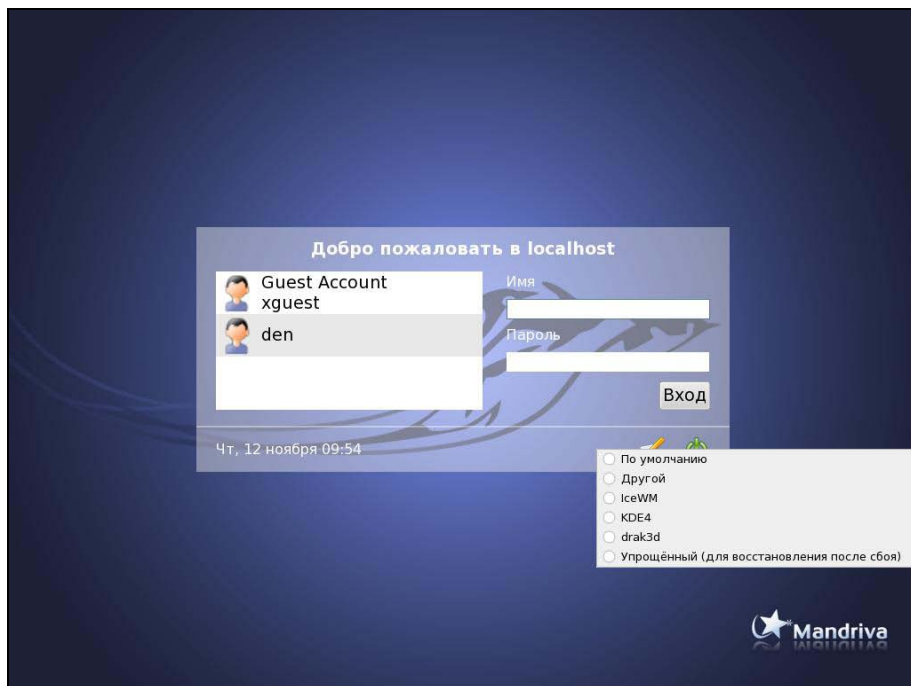 Добро пожаловать в localhost
Guest Account
xguest
den
Имя
Пароль
Вход
Чт, 12 ноября 09:54
По умолчанию
Другой
IceWM
KDE4
drak3d
Упрощённый (для восстановления после сбоя)
Mandriva